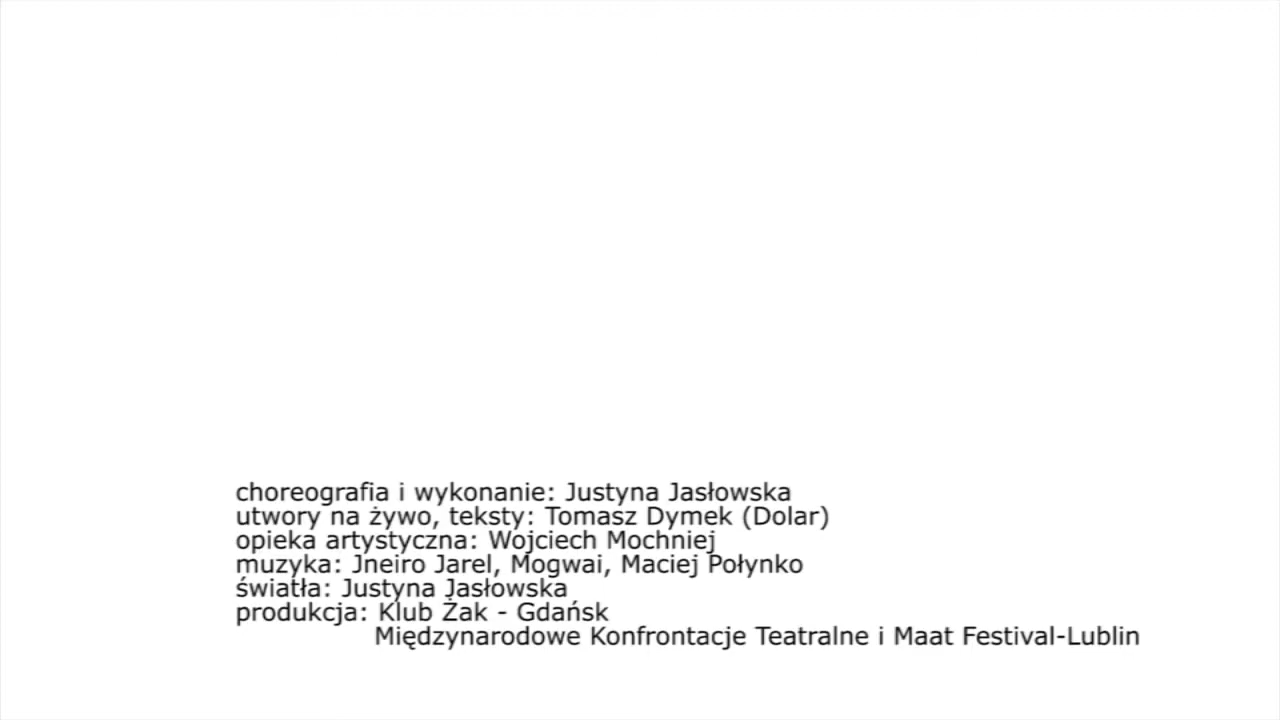 choreografia i wykonanie: Justyna Jasłowska
utwory na żywo, teksty: Tomasz Dymek (Dolar)
opieka artystyczna: Wojciech Mochniej
muzyka: Jneiro Jarel, Mogwai, Maciej Połynko
światła: Justyna Jasłowska
produkcja: Klub Żak - Gdańsk
Międzynarodowe Konfrontacje Teatralne i Maat Festival-Lublin